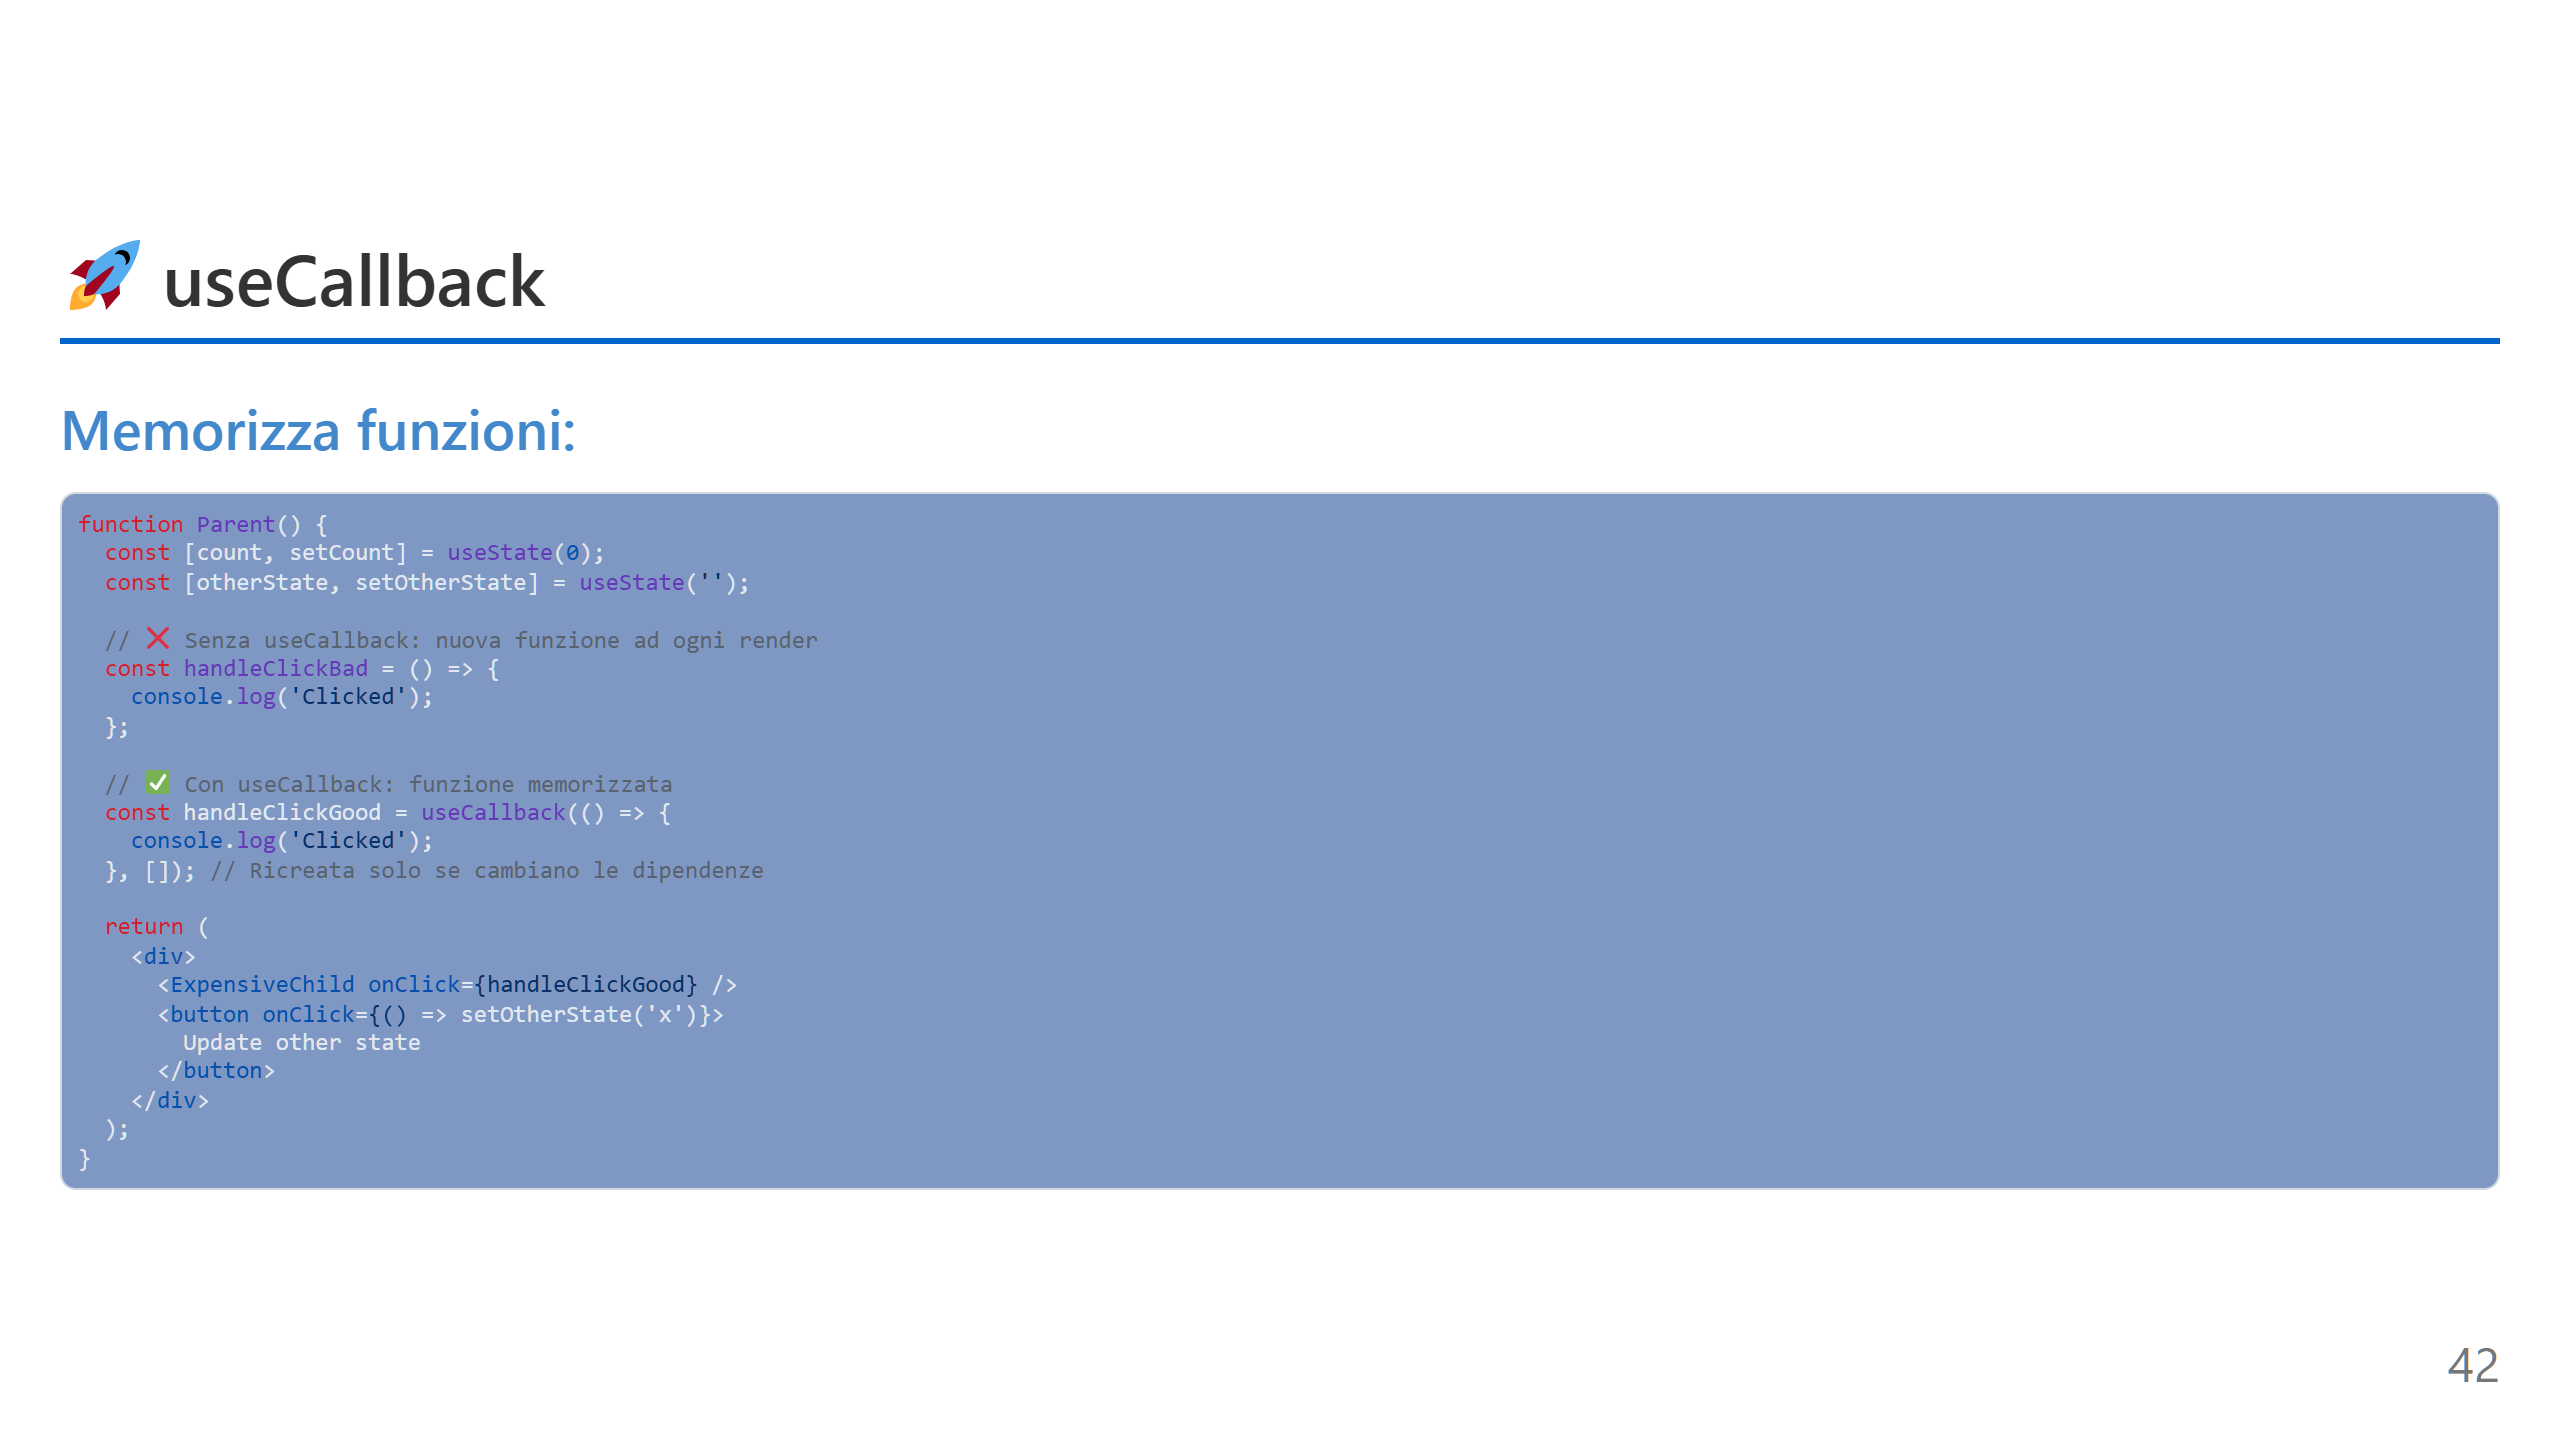 🚀 useCallback
Memorizza funzioni:
function Parent() {
  const [count, setCount] = useState(0);
  const [otherState, setOtherState] = useState('');

  // ❌ Senza useCallback: nuova funzione ad ogni render
  const handleClickBad = () => {
    console.log('Clicked');
  };

  // ✅ Con useCallback: funzione memorizzata
  const handleClickGood = useCallback(() => {
    console.log('Clicked');
  }, []); // Ricreata solo se cambiano le dipendenze

  return (
    <div>
      <ExpensiveChild onClick={handleClickGood} />
      <button onClick={() => setOtherState('x')}>
        Update other state
      </button>
    </div>
  );
}
42